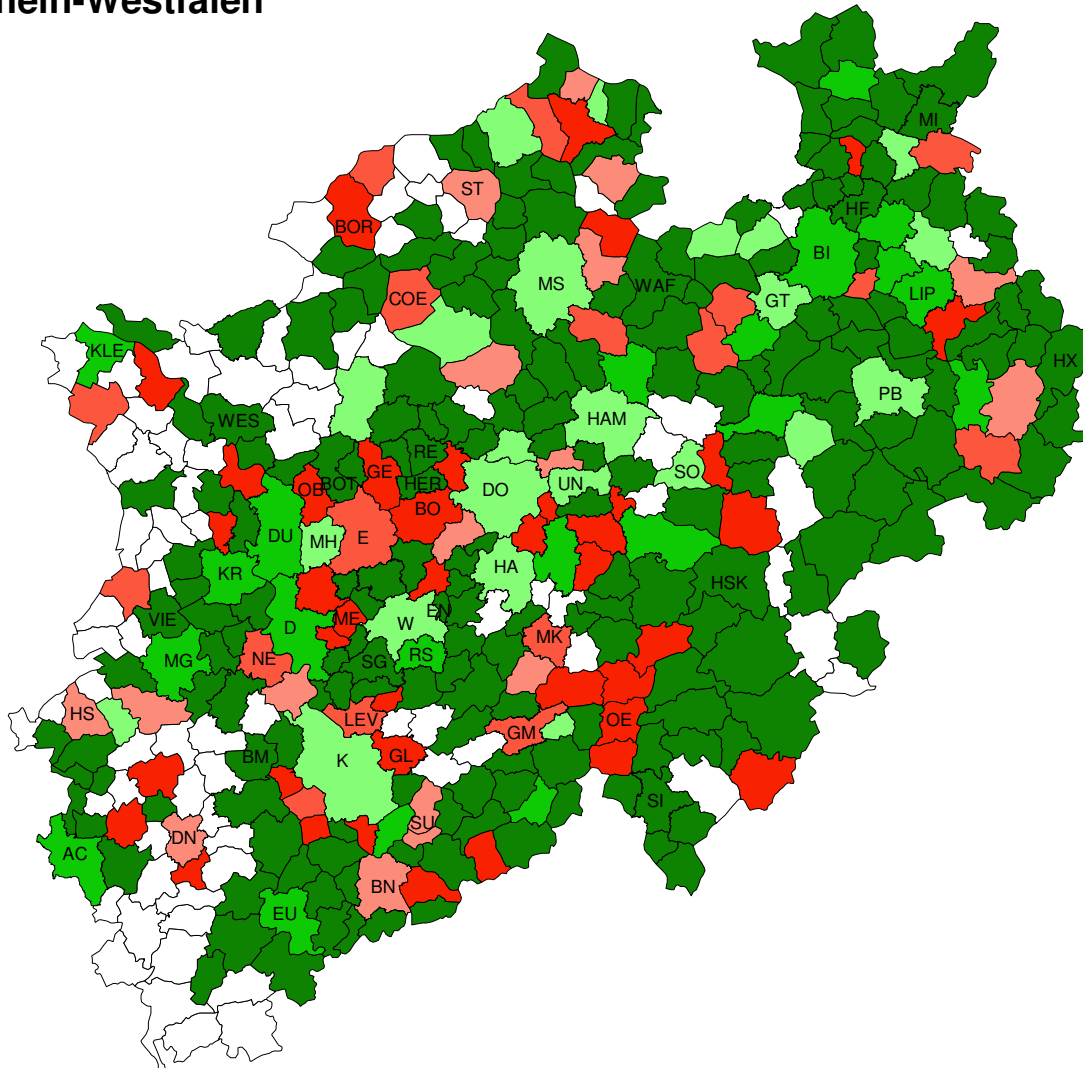 hein-Westfalen
MI
ST
HF
BOR
BI
MS
WAF
LIP
COE
GT
KLE
HX
PB
WES
HAM
RE
GE
SO
OB
BOT
HER
UN
DO
BO
DU
MH
E
HA
KR
HSK
EN
VIE
ME
W
D
MK
RS
NE
SG
MG
HS
LEV
OE
GM
BM
K
GL
SI
SU
DN
AC
BN
EU